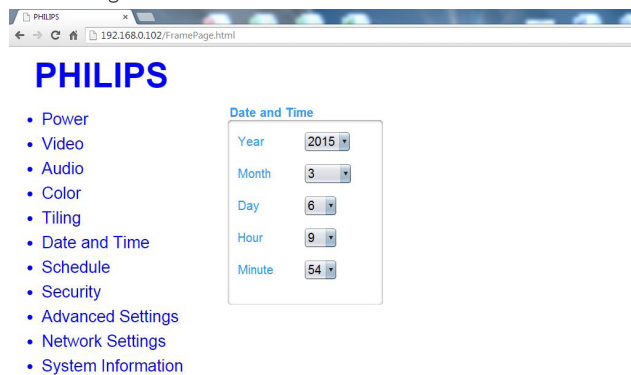 PHILIPS
192.168.0.102/FramePage.html
PHILIPS
• Power
• Video
• Audio
• Color
• Tiling
• Date and Time
• Schedule
• Security
• Advanced Settings
• Network Settings
• System Information
Date and Time
Year 2015
Month 3
Day 6
Hour 9
Minute 54